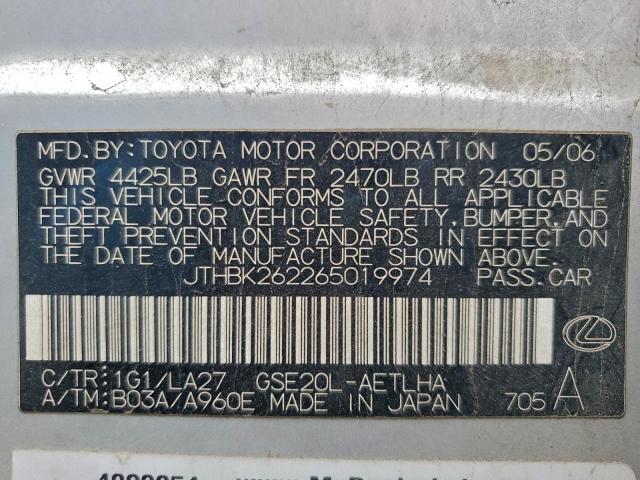 MFD.BY:TOYOTA MOTOR CORPORATION 05/06
GVWR 4425LB GAWR FR 2470LB RR 2430LB
THIS VEHICLE CONFORMS TO ALL APPLICABLE
FEDERAL MOTOR VEHICLE SAFETY,BUMPER,AND
THEFT PREVENTION STANDARDS IN EFFECT ON
THE DATE OF MANUFACTURE SHOWN ABOVE.
JTHBK262265019974 PASS.CAR
C/TR:1G1/LA27 GSE20L-AETLHA
A/TM:B03A/A960E MADE IN JAPAN 705 A